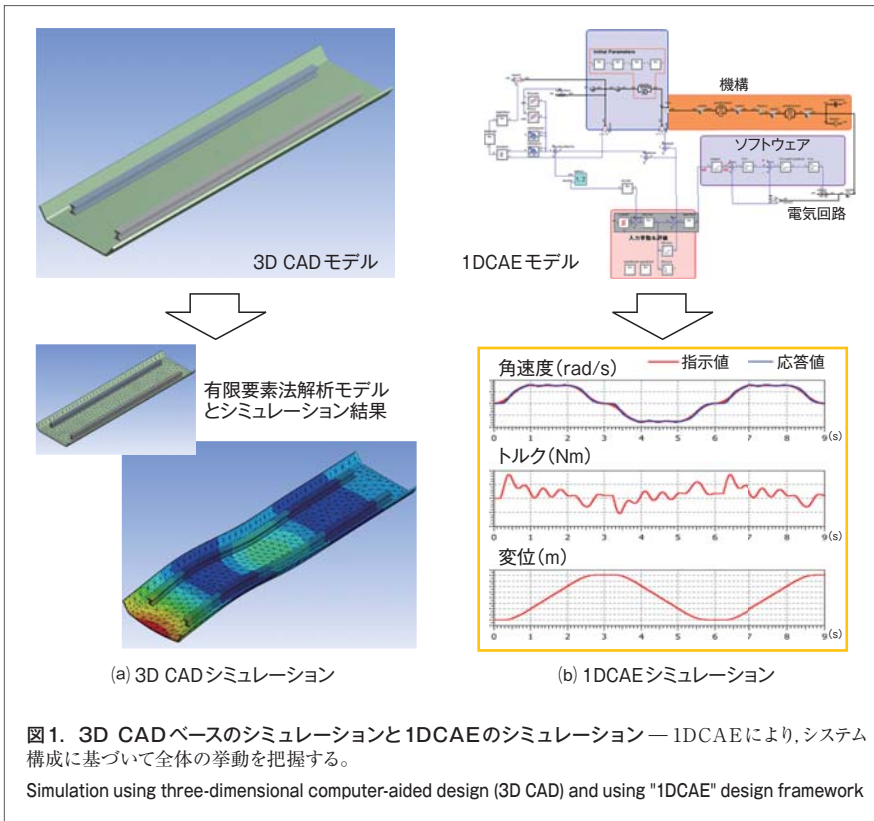 3D CADモデル
Initial Parameters
機構
ソフトウェア
電気回路
1DCAEモデル
有限要素法解析モデル
とシミュレーション結果
指示値 応答値
角速度(rad/s)
0 1 2 3 4 5 6 7 8 9(s)
トルク(Nm)
0 1 2 3 4 5 6 7 8 9(s)
変位(m)
0 1 2 3 4 5 6 7 8 9(s)
(a) 3D CADシミュレーション
(b) 1DCAEシミュレーション
図1. 3D CADベースのシミュレーションと1DCAEのシミュレーション — 1DCAEにより,システム
構成に基づいて全体の挙動を把握する。
Simulation using three-dimensional computer-aided design (3D CAD) and using "1DCAE" design framework